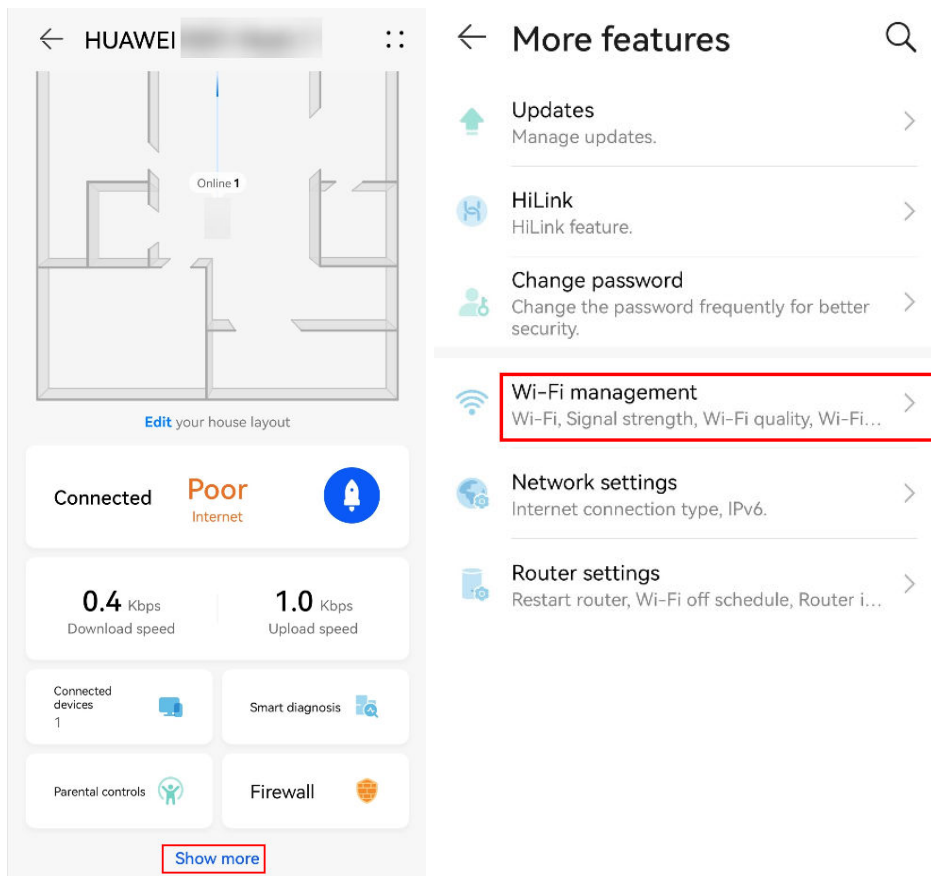 HUAWEI
Online 1
Edit your house layout
Connected
Poor
Internet
0.4 Kbps
Download speed
1.0 Kbps
Upload speed
Connected
devices
1
Smart diagnosis
Parental controls
Firewall
Show more
More features
Updates
Manage updates.
HiLink
HiLink feature.
Change password
Change the password frequently for better
security.
Wi-Fi management
Wi-Fi, Signal strength, Wi-Fi quality, Wi-Fi...
Network settings
Internet connection type, IPv6.
Router settings
Restart router, Wi-Fi off schedule, Router i...